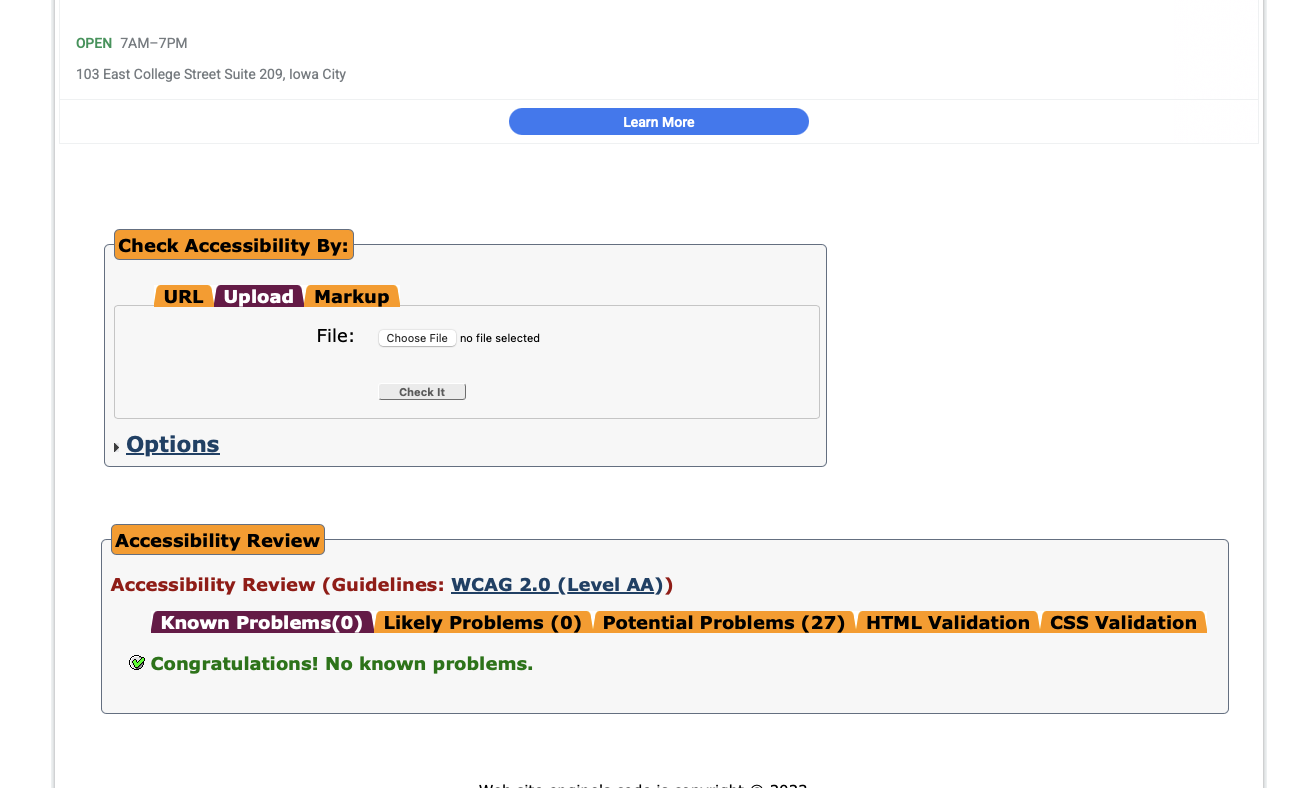 OPEN 7AM–7PM
103 East College Street Suite 209, Iowa City
Learn More
Check Accessibility By:
URL Upload Markup
File: Choose File no file selected
Check It
Options
Accessibility Review
Accessibility Review (Guidelines: WCAG 2.0 (Level AA))
Known Problems(0) Likely Problems (0) Potential Problems (27) HTML Validation CSS Validation
Congratulations! No known problems.